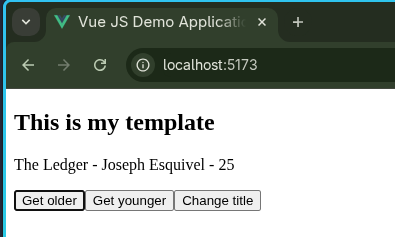 Vue JS Demo Applicatio
localhost:5173
This is my template
The Ledger - Joseph Esquivel - 25
Get older Get younger Change title